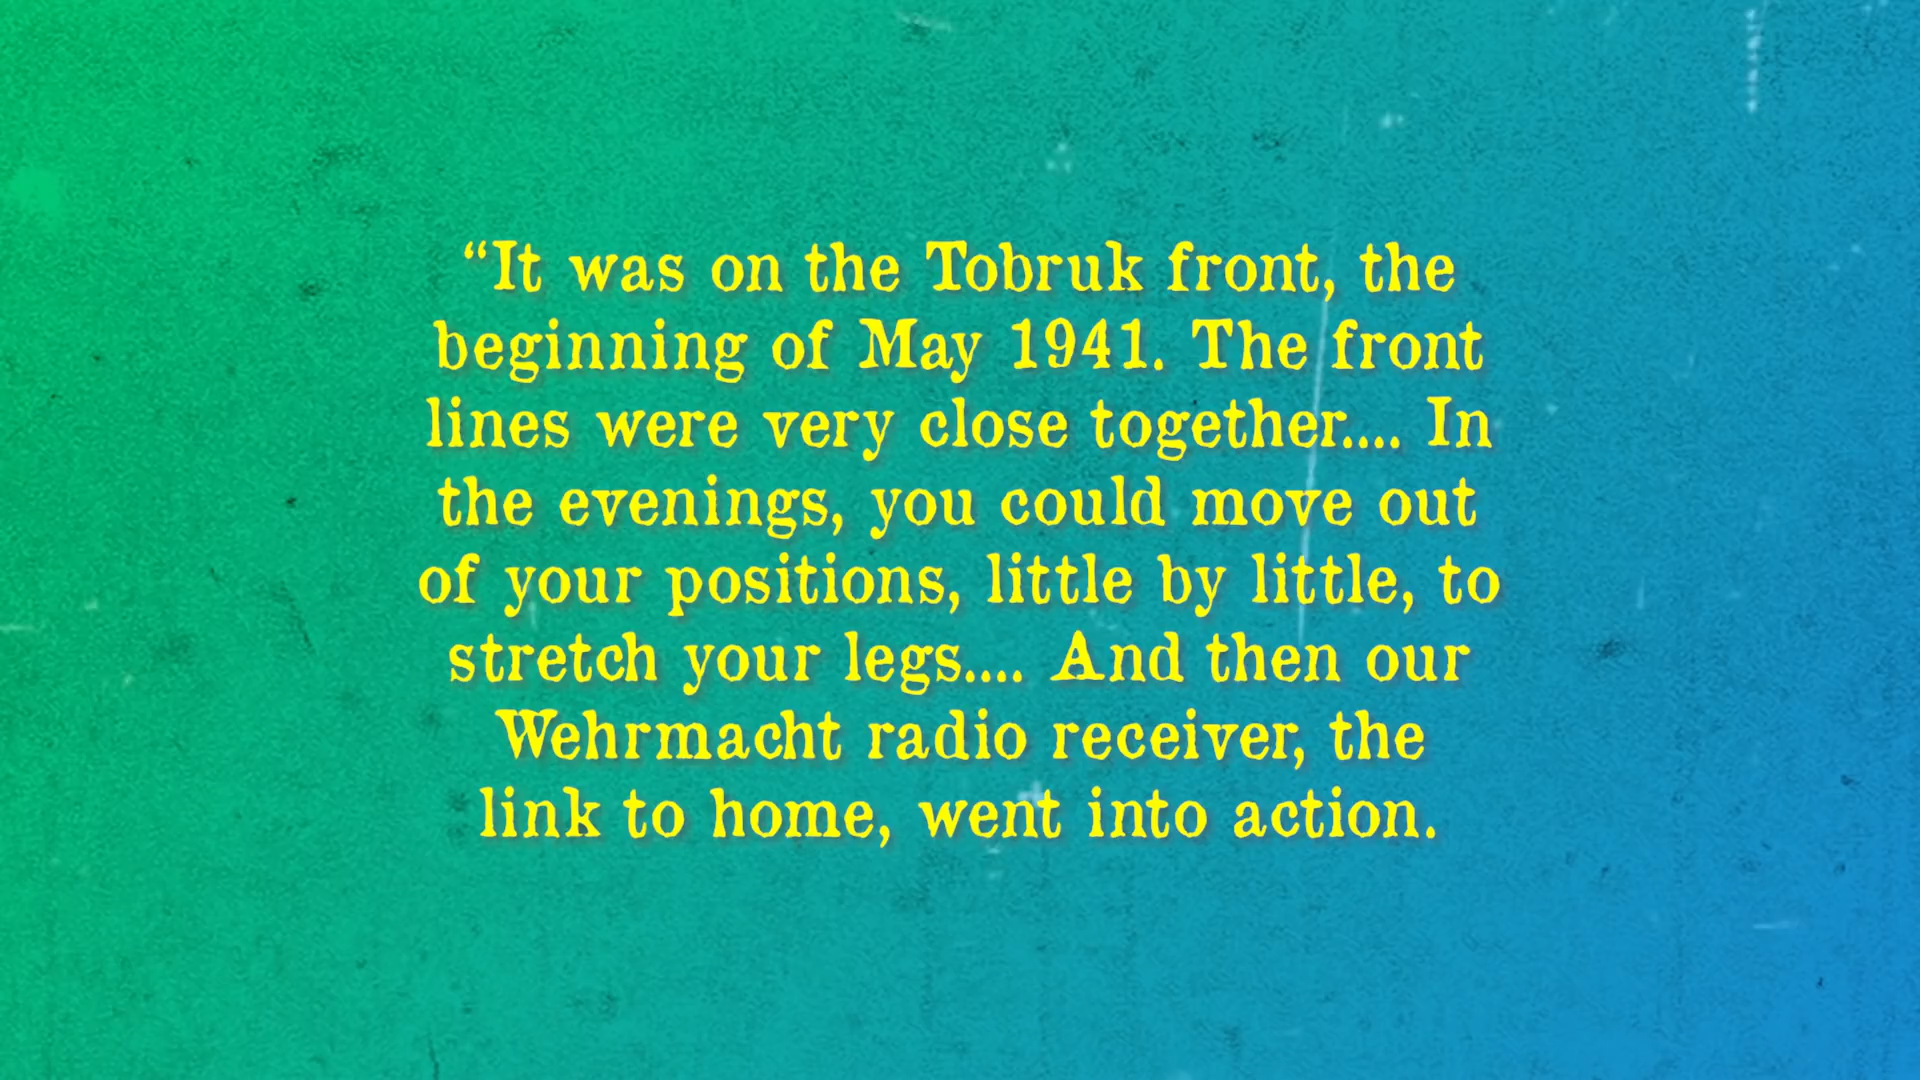 “It was on the Tobruk front, the
beginning of May 1941. The front
lines were very close together.... In
the evenings, you could move out
of your positions, little by little, to
stretch your legs.... And then our
Wehrmacht radio receiver, the
link to home, went into action.